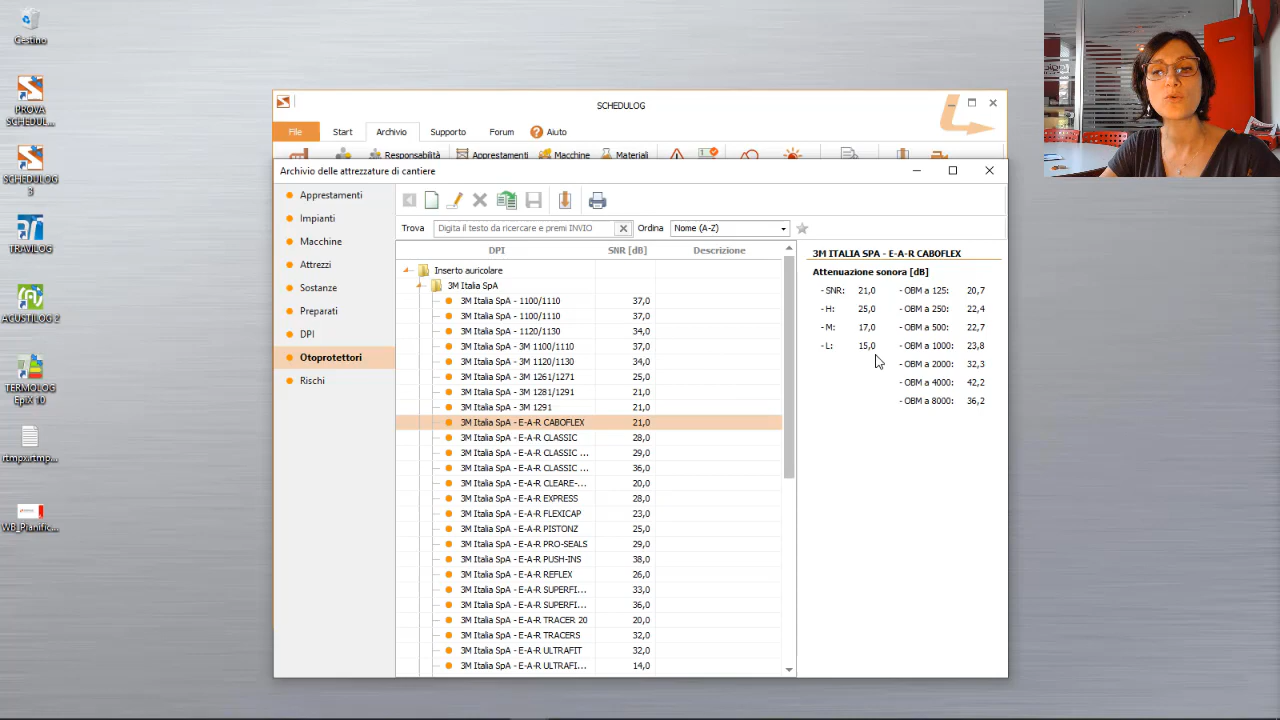 Cestino
PROVA
SCHEDUL...
SCHEDULOG
3
TRAVILOG
ACUSTILOG 2
TERMOLOG
EpiX 10
rtmpx.rtmp...
WB_Planific...
SCHEDULOG
File Start Archivio Supporto Forum Aiuto
Responsabilità Apprestamenti Macchine Materiali
Archivio delle attrezzature di cantiere
Apprestamenti
Impianti
Macchine
Attrezzi
Sostanze
Preparati
DPI
Otoprotettori
Rischi
Trova Digita il testo da ricercare e premi INVIO Ordina Nome (A-Z)
DPI SNR [dB] Descrizione
Inserto auricolare
3M Italia SpA
3M Italia SpA - 1100/1110 37,0
3M Italia SpA - 1100/1110 37,0
3M Italia SpA - 1120/1130 34,0
3M Italia SpA - 3M 1100/1110 37,0
3M Italia SpA - 3M 1120/1130 34,0
3M Italia SpA - 3M 1261/1271 25,0
3M Italia SpA - 3M 1281/1291 21,0
3M Italia SpA - 3M 1291 21,0
3M Italia SpA - E-A-R CABOFLEX 21,0
3M Italia SpA - E-A-R CLASSIC 28,0
3M Italia SpA - E-A-R CLASSIC ... 29,0
3M Italia SpA - E-A-R CLASSIC ... 36,0
3M Italia SpA - E-A-R CLEARE-... 20,0
3M Italia SpA - E-A-R EXPRESS 28,0
3M Italia SpA - E-A-R FLEXICAP 23,0
3M Italia SpA - E-A-R PISTONZ 25,0
3M Italia SpA - E-A-R PRO-SEALS 29,0
3M Italia SpA - E-A-R PUSH-INS 38,0
3M Italia SpA - E-A-R REFLEX 26,0
3M Italia SpA - E-A-R SUPERFI... 33,0
3M Italia SpA - E-A-R SUPERFI... 36,0
3M Italia SpA - E-A-R TRACER 20 20,0
3M Italia SpA - E-A-R TRACERS 32,0
3M Italia SpA - E-A-R ULTRAFIT 32,0
3M Italia SpA - E-A-R ULTRAFI... 14,0
3M ITALIA SPA - E-A-R CABOFLEX
Attenuazione sonora [dB]
- SNR: 21,0 - OBM a 125: 20,7
- H: 25,0 - OBM a 250: 22,4
- M: 17,0 - OBM a 500: 22,7
- L: 15,0 - OBM a 1000: 23,8
- OBM a 2000: 32,3
- OBM a 4000: 42,2
- OBM a 8000: 36,2